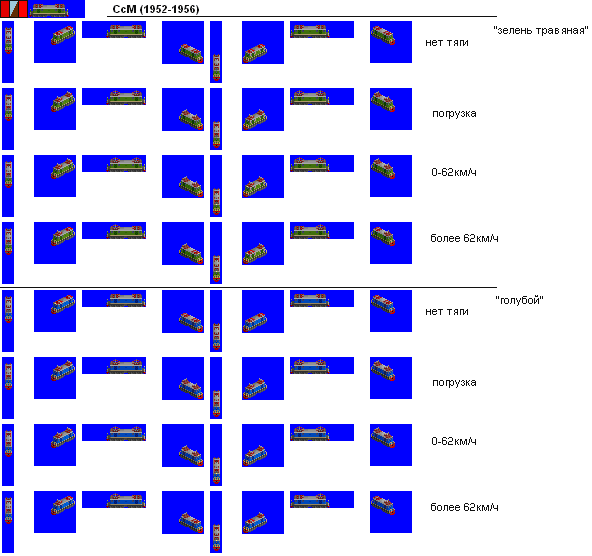 СсМ (1952-1956)
нет тяги "зелень травяная"
погрузка
0-62км/ч
более 62км/ч
нет тяги "голубой"
погрузка
0-62км/ч
более 62км/ч